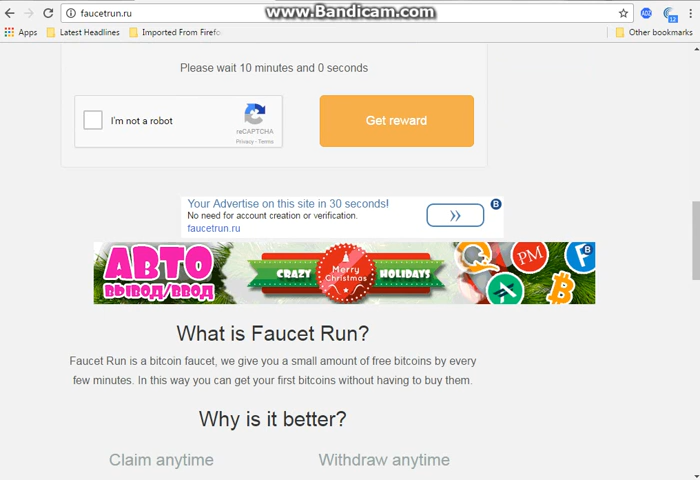 www.Bandicam.com
faucetrun.ru
12
Apps
Latest Headlines
Imported From Firefo
Other bookmarks
Please wait 10 minutes and 0 seconds
I'm not a robot
reCAPTCHA
Privacy - Terms
Get reward
Your Advertise on this site in 30 seconds!
No need for account creation or verification.
faucetrun.ru
B
АВТО
ВЫВОД/ВВОД
CRAZY
Merry
Christmas
HOLIDAYS
PM
What is Faucet Run?
Faucet Run is a bitcoin faucet, we give you a small amount of free bitcoins by every
few minutes. In this way you can get your first bitcoins without having to buy them.
Why is it better?
Claim anytime
Withdraw anytime